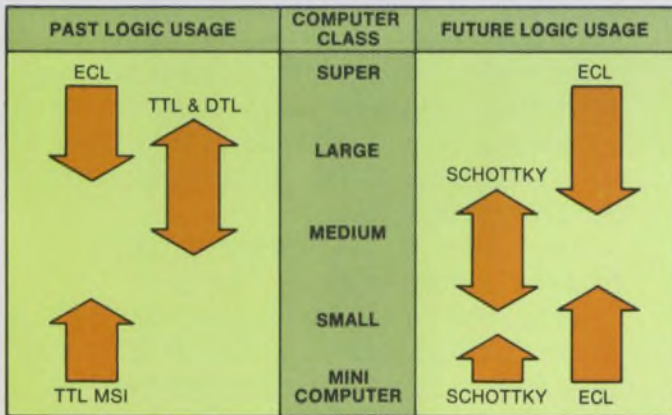 PAST LOGIC USAGE
COMPUTER
CLASS
FUTURE LOGIC USAGE
ECL
TTL & DTL
SUPER
LARGE
MEDIUM
SMALL
MINI
COMPUTER
TTL MSI
ECL
SCHOTTKY
SCHOTTKY
ECL